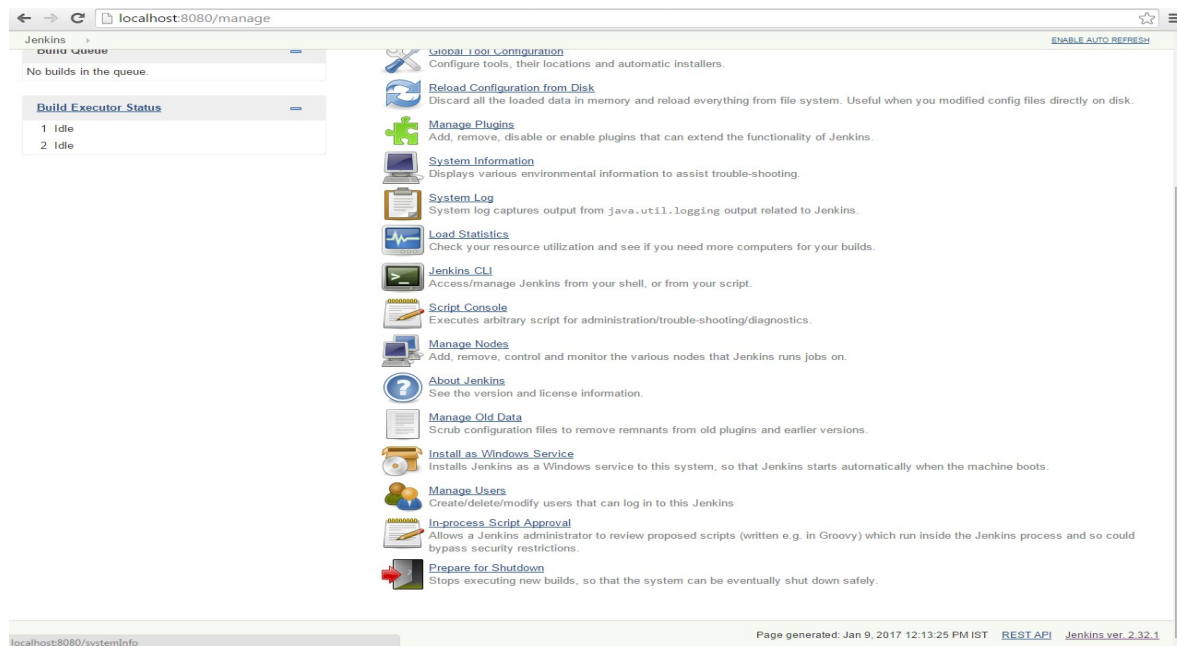 localhost:8080/manage
Jenkins
ENABLE AUTO REFRESH
Build Queue
No builds in the queue.
Build Executor Status
1 Idle
2 Idle
Global Tool Configuration
Configure tools, their locations and automatic installers.
Reload Configuration from Disk
Discard all the loaded data in memory and reload everything from file system. Useful when you modified config files directly on disk.
Manage Plugins
Add, remove, disable or enable plugins that can extend the functionality of Jenkins.
System Information
Displays various environmental information to assist trouble-shooting.
System Log
System log captures output from java.util.logging output related to Jenkins.
Load Statistics
Check your resource utilization and see if you need more computers for your builds.
Jenkins CLI
Access/manage Jenkins from your shell, or from your script.
Script Console
Executes arbitrary script for administration/trouble-shooting/diagnostics.
Manage Nodes
Add, remove, control and monitor the various nodes that Jenkins runs jobs on.
About Jenkins
See the version and license information.
Manage Old Data
Scrub configuration files to remove remnants from old plugins and earlier versions.
Install as Windows Service
Installs Jenkins as a Windows service to this system, so that Jenkins starts automatically when the machine boots.
Manage Users
Create/delete/modify users that can log in to this Jenkins
In-process Script Approval
Allows a Jenkins administrator to review proposed scripts (written e.g. in Groovy) which run inside the Jenkins process and so could
bypass security restrictions.
Prepare for Shutdown
Stops executing new builds, so that the system can be eventually shut down safely.
Page generated: Jan 9, 2017 12:13:25 PM IST REST API Jenkins ver. 2.32.1
localhost:8080/systemInfo